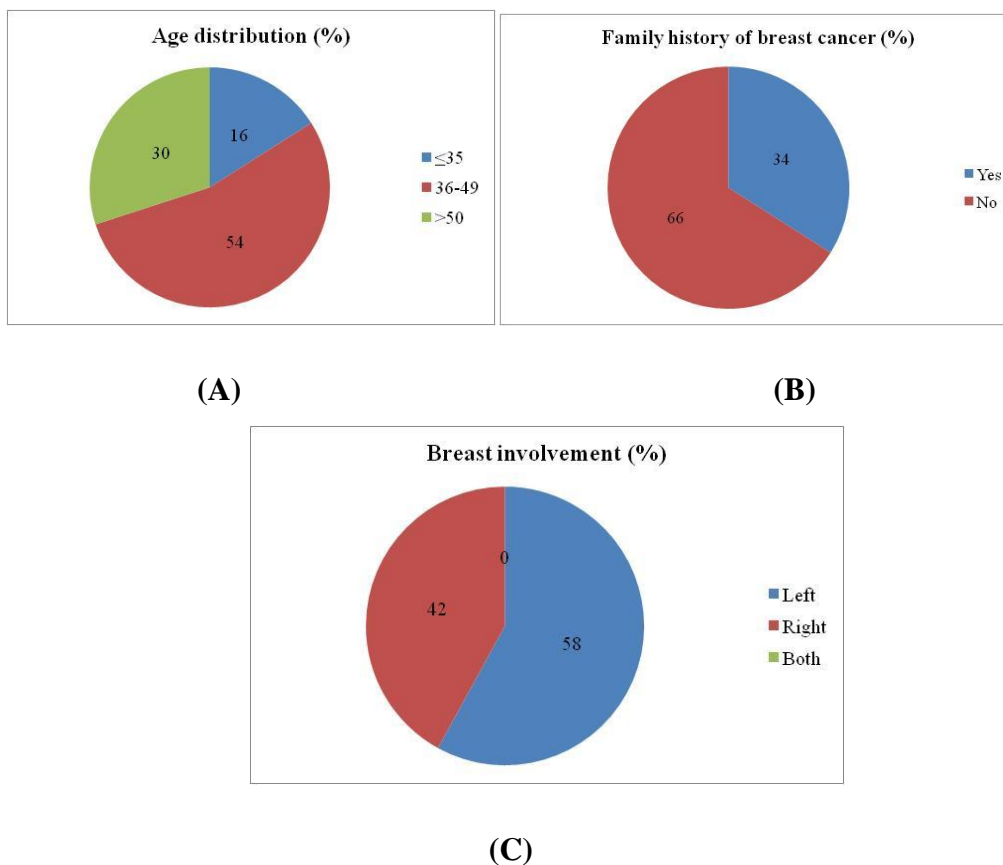 Age distribution (%)
16
30
54
≤35
36-49
>50
(A)
Family history of breast cancer (%)
34
66
Yes
No
(B)
Breast involvement (%)
0
42
58
Left
Right
Both
(C)